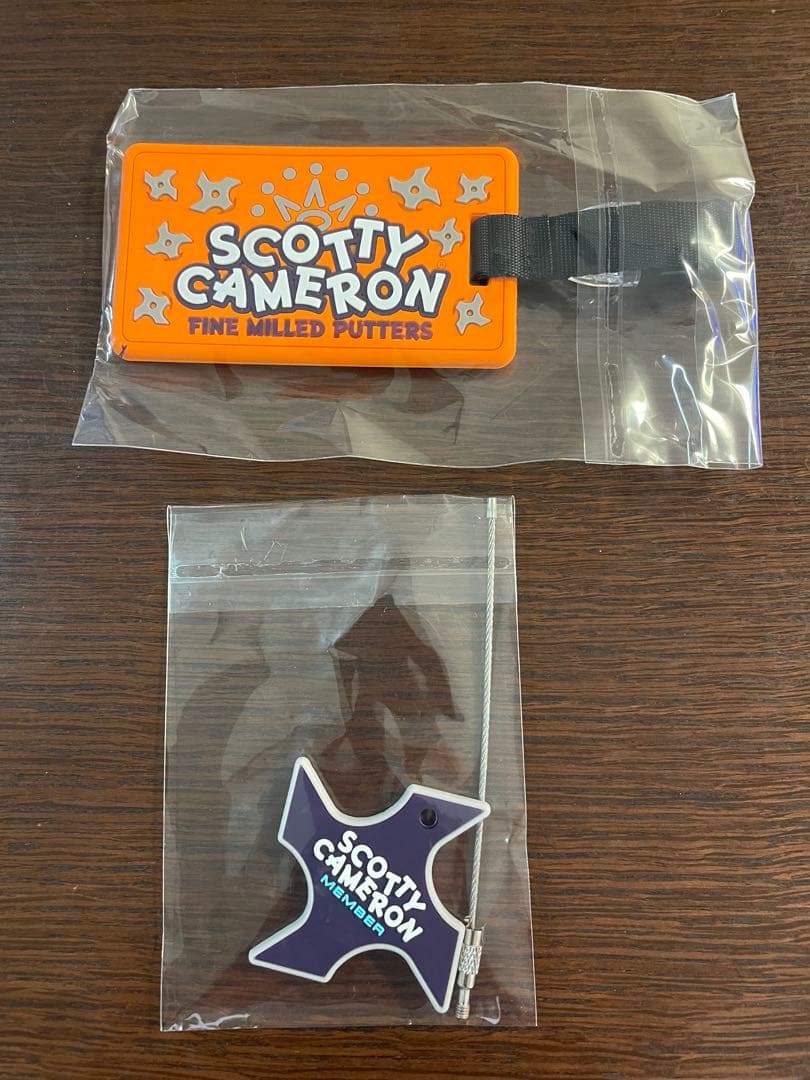 SCOTTY
CAMERON®
FINE MILLED PUTTERS
SCOTTY
CAMERON
MEMBER